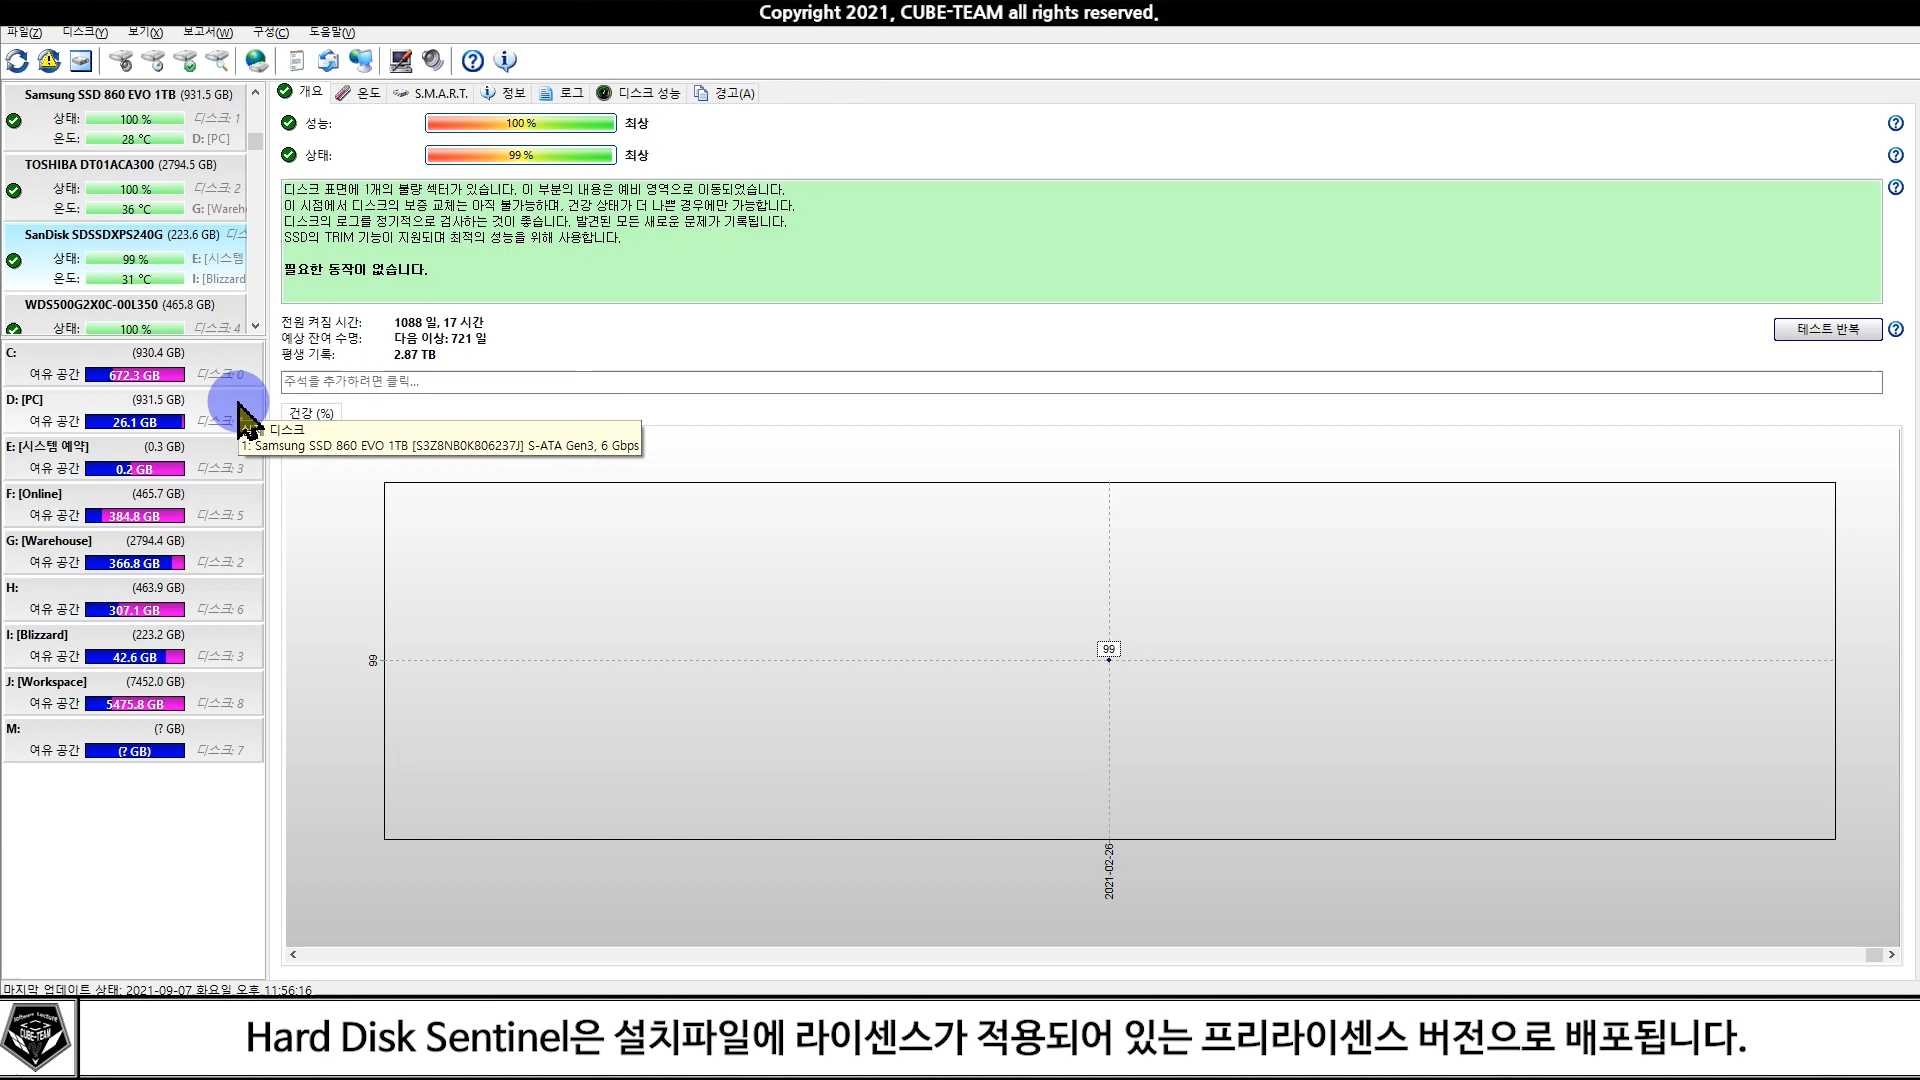 Copyright 2021, CUBE-TEAM all rights reserved.
파일(Z) 디스크(Y) 보기(X) 보고서(W) 구성(C) 도움말(V)
Samsung SSD 860 EVO 1TB (931.5 GB)
상태: 100 % 디스크: 1
온도: 28 °C D: [PC]
TOSHIBA DT01ACA300 (2794.5 GB)
상태: 100 % 디스크: 2
온도: 36 °C G: [Wareh
SanDisk SDSSDXPS240G (223.6 GB) 디스
상태: 99 % E: [시스템
온도: 31 °C I: [Blizzard
WDS500G2X0C-00L350 (465.8 GB)
상태: 100 % 디스크: 4
C: (930.4 GB)
여유 공간 672.3 GB 디스크: 0
D: [PC] (931.5 GB)
여유 공간 26.1 GB 디스크:
E: [시스템 예약] (0.3 GB)
여유 공간 0.2 GB 디스크: 3
F: [Online] (465.7 GB)
여유 공간 384.8 GB 디스크: 5
G: [Warehouse] (2794.4 GB)
여유 공간 366.8 GB 디스크: 2
H: (463.9 GB)
여유 공간 307.1 GB 디스크: 6
I: [Blizzard] (223.2 GB)
여유 공간 42.6 GB 디스크: 3
J: [Workspace] (7452.0 GB)
여유 공간 5475.8 GB 디스크: 8
M: (? GB)
여유 공간 (? GB) 디스크: 7
개요 온도 S.M.A.R.T. 정보 로그 디스크 성능 경고(A)
성능: 100 % 최상
상태: 99 % 최상
디스크 표면에 1개의 불량 섹터가 있습니다. 이 부분의 내용은 예비 영역으로 이동되었습니다.
이 시점에서 디스크의 보증 교체는 아직 불가능하며, 건강 상태가 더 나쁜 경우에만 가능합니다.
디스크의 로그를 정기적으로 검사하는 것이 좋습니다. 발견된 모든 새로운 문제가 기록됩니다.
SSD의 TRIM 기능이 지원되며 최적의 성능을 위해 사용합니다.
필요한 동작이 없습니다.
전원 켜짐 시간: 1088 일, 17 시간
예상 잔여 수명: 다음 이상: 721 일
평생 기록: 2.87 TB
테스트 반복
주석을 추가하려면 클릭...
건강 (%)
디스크
1: Samsung SSD 860 EVO 1TB [S3Z8NB0K806237J] S-ATA Gen3, 6 Gbps
99
99
2021-02-26
마지막 업데이트 상태: 2021-09-07 화요일 오후 11:56:16
Software Lecture
CUBE-TEAM
Hard Disk Sentinel은 설치파일에 라이센스가 적용되어 있는 프리라이센스 버전으로 배포됩니다.